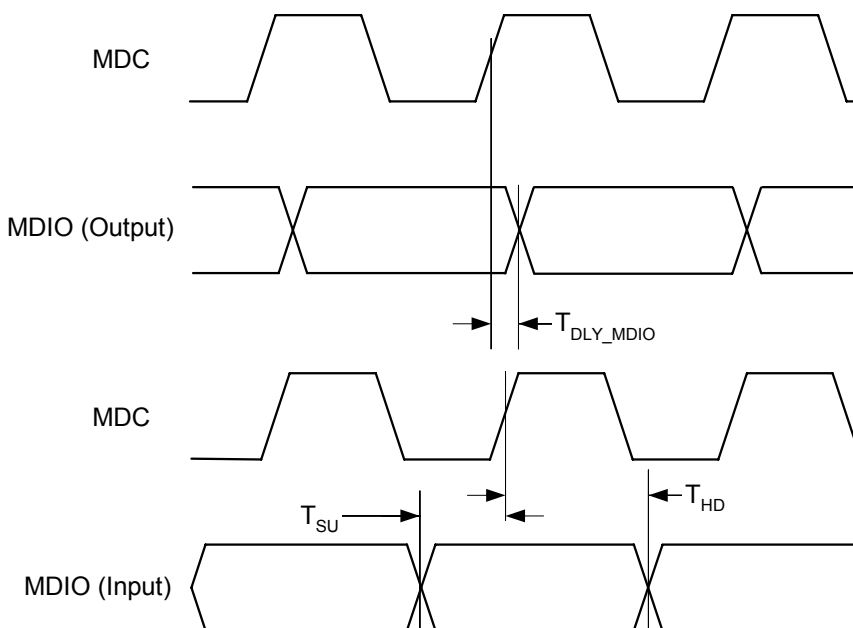 MDC
MDIO (Output)
T_DLY_MDIO
MDC
T_SU
T_HD
MDIO (Input)